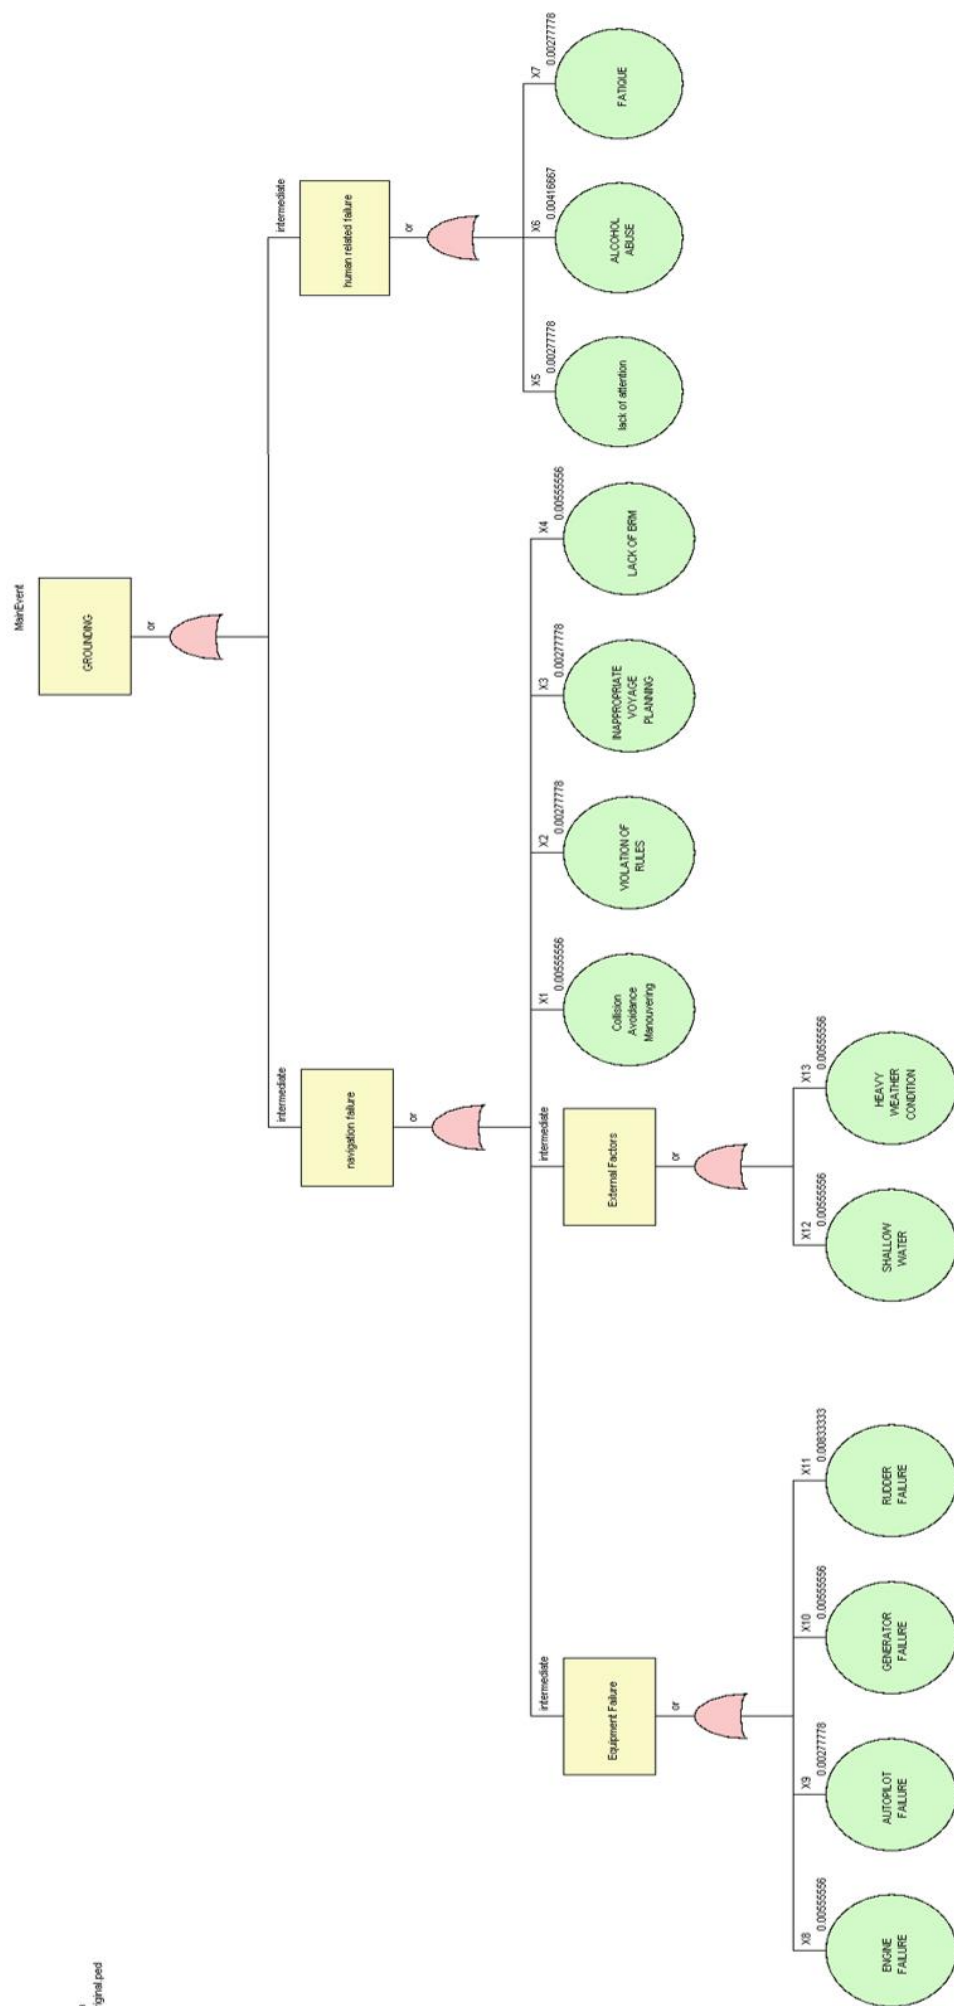 )
iginal.ped
MainEvent
GROUNDING
or
intermediate
navigation failure
or
intermediate
human related failure
or
intermediate
Equipment Failure
or
intermediate
External Factors
or
X1
0.00555556
Collision
Avoidance
Manouvering
X2
0.00277778
VIOLATION OF
RULES
X3
0.00277778
INAPPROPRIATE
VOYAGE
PLANNING
X4
0.00555556
LACK OF BRM
X5
0.00277778
lack of attention
X6
0.00416667
ALCOHOL
ABUSE
X7
0.00277778
FATIQUE
X8
0.00555556
ENGINE
FAILURE
X9
0.00277778
AUTOPILOT
FAILURE
X10
0.00555556
GENERATOR
FAILURE
X11
0.00833333
RUDDER
FAILURE
X12
0.00555556
SHALLOW
WATER
X13
0.00555556
HEAVY
WEATHER
CONDITION